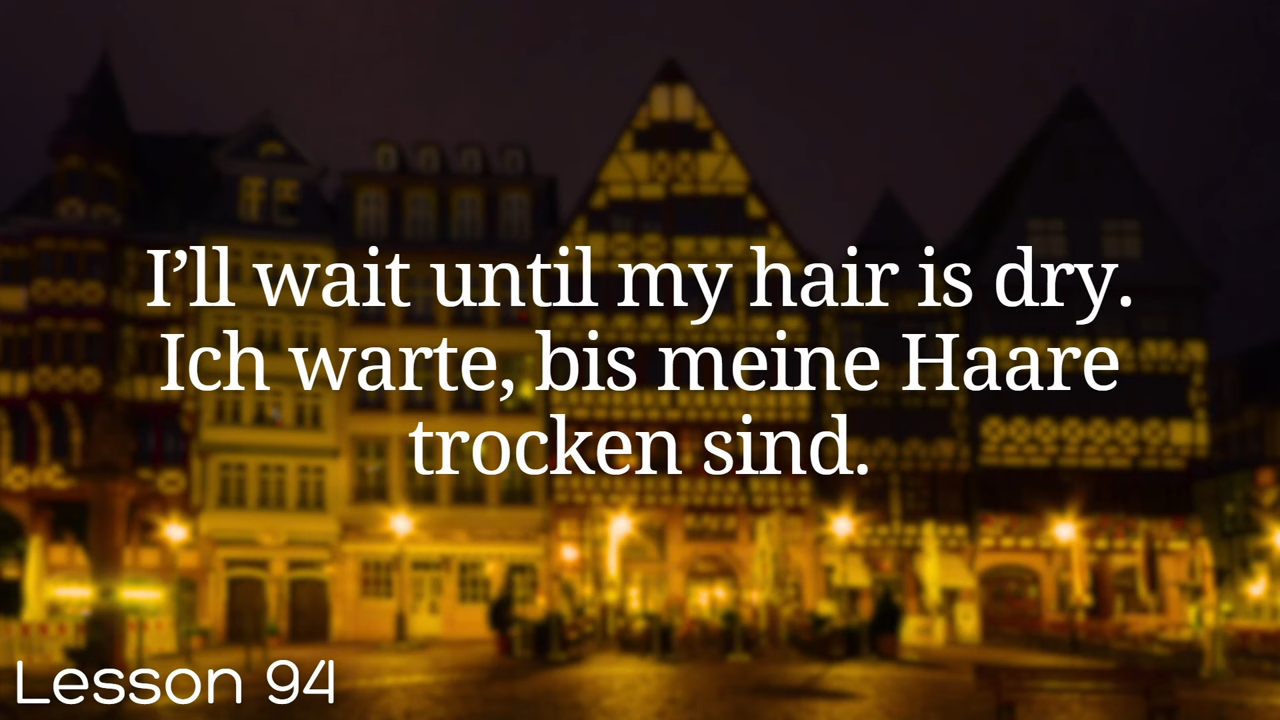 I’ll wait until my hair is dry.
Ich warte, bis meine Haare
trocken sind.
Lesson 94